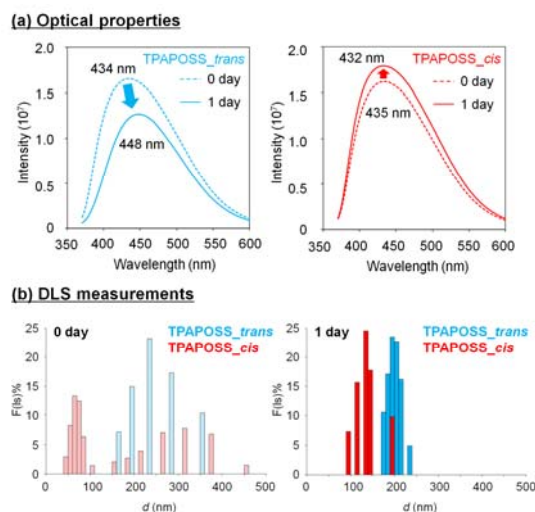 (a) Optical properties
TPAPOSS_trans
434 nm
0 day
1 day
448 nm
Intensity (10⁷)
2.0
1.5
1.0
0.5
0
350 400 450 500 550 600
Wavelength (nm)
TPAPOSS_cis
432 nm
0 day
1 day
435 nm
Intensity (10⁷)
2.0
1.5
1.0
0.5
0
350 400 450 500 550 600
Wavelength (nm)
(b) DLS measurements
0 day
TPAPOSS_trans
TPAPOSS_cis
F(Is)%
25
20
15
10
5
0
0 100 200 300 400 500
d (nm)
1 day
TPAPOSS_trans
TPAPOSS_cis
F(Is)%
25
20
15
10
5
0
0 100 200 300 400 500
d (nm)